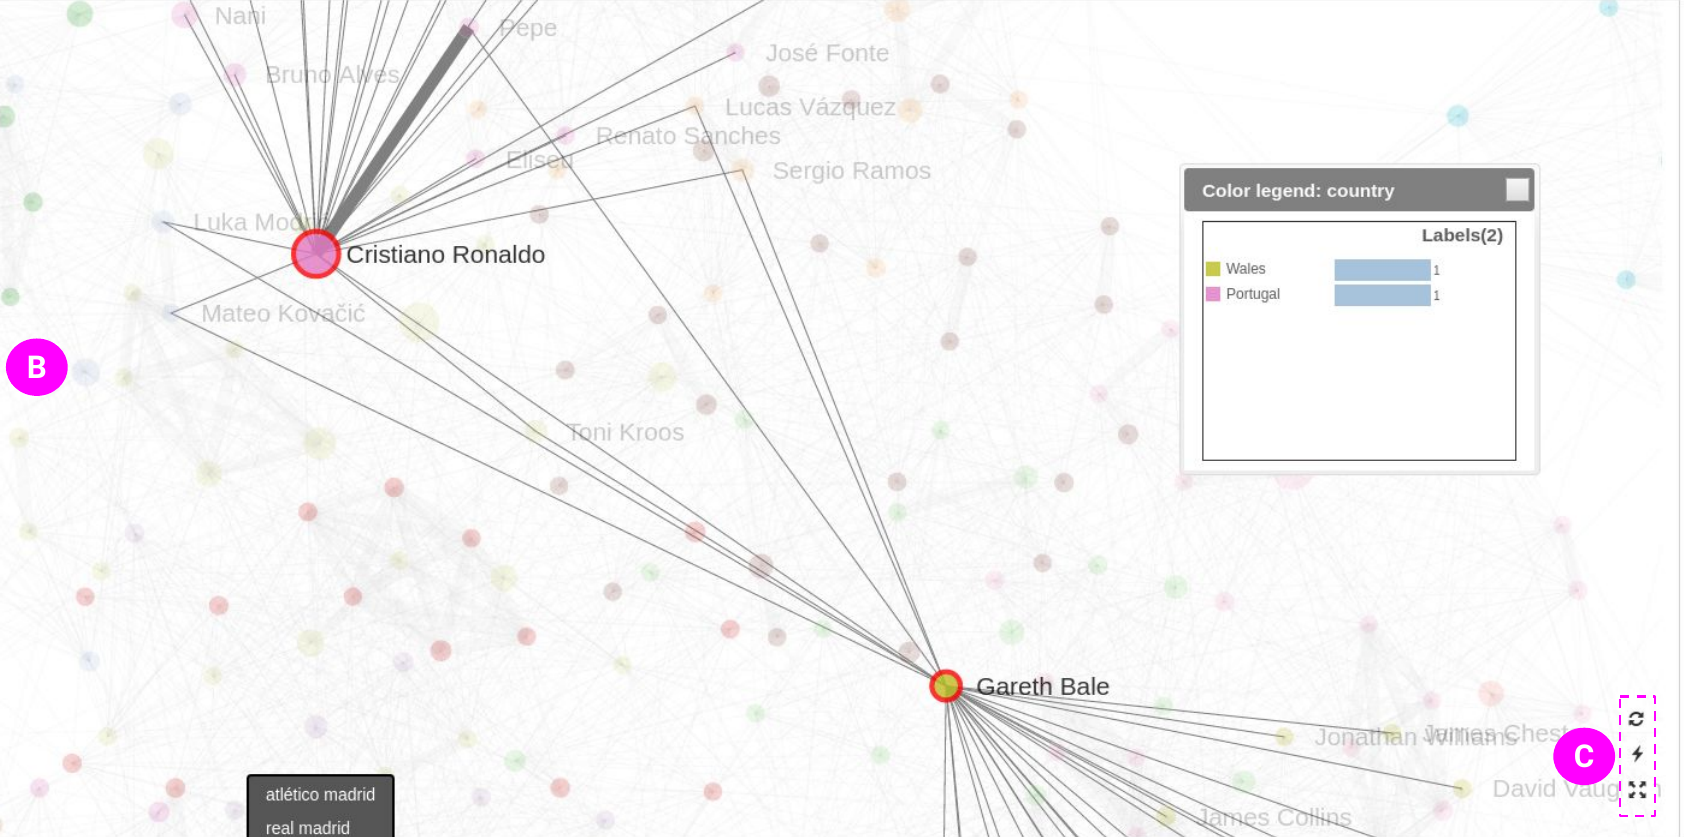 Nani
Pepe
José Fonte
Bruno Alves
Lucas Vázquez
Renato Sanches
Eliseu
Sergio Ramos
Color legend: country
Luka Modrić
Labels(2)
Cristiano Ronaldo
Wales 1
Portugal 1
Mateo Kovačić
B
Toni Kroos
Gareth Bale
Jonathan Williams
James Chest
C
David Vaug
atlético madrid
James Collins
real madrid